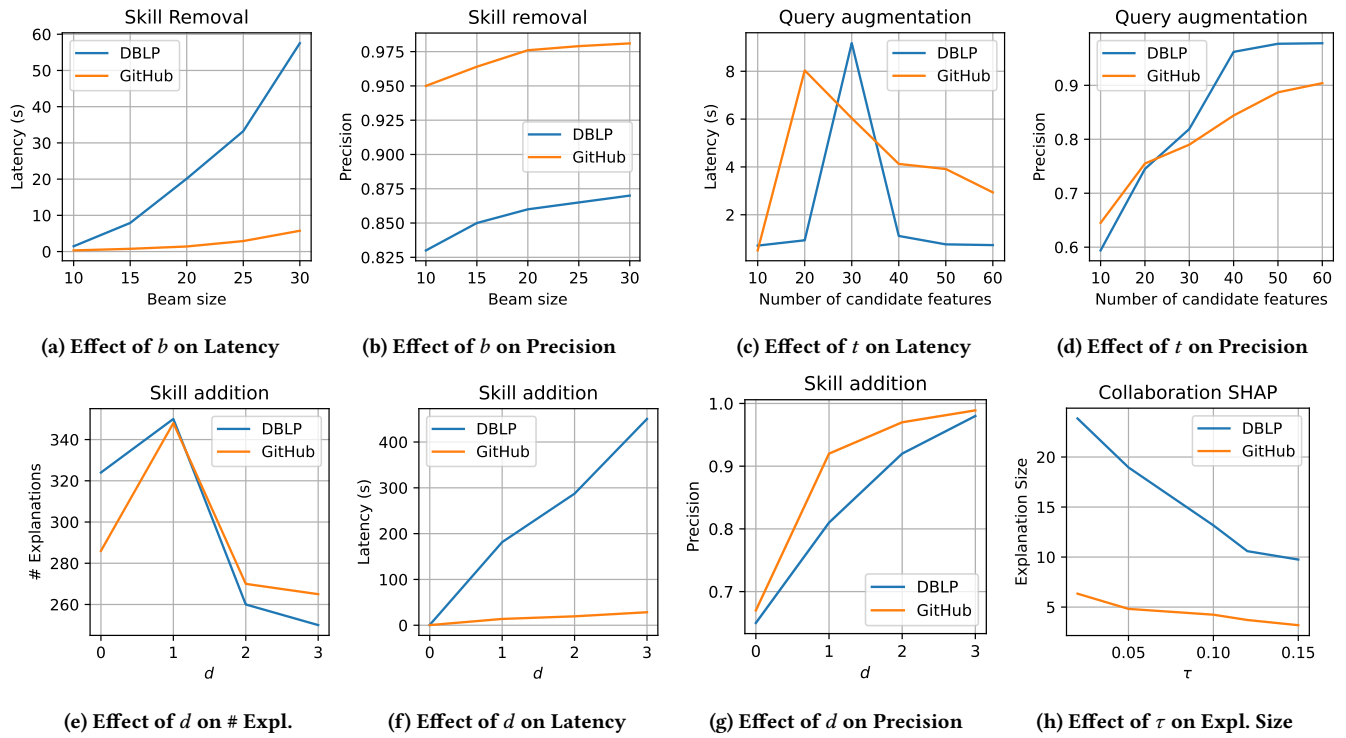 Skill Removal
60
50
40
30
20
10
0
Latency (s)
DBLP
GitHub
10 15 20 25 30
Beam size
(a) Effect of b on Latency
Skill removal
0.975
0.950
0.925
0.900
0.875
0.850
0.825
Precision
DBLP
GitHub
10 15 20 25 30
Beam size
(b) Effect of b on Precision
Query augmentation
8
6
4
2
Latency (s)
DBLP
GitHub
10 20 30 40 50 60
Number of candidate features
(c) Effect of t on Latency
Query augmentation
0.9
0.8
0.7
0.6
Precision
DBLP
GitHub
10 20 30 40 50 60
Number of candidate features
(d) Effect of t on Precision
Skill addition
340
320
300
280
260
# Explanations
DBLP
GitHub
0 1 2 3
d
(e) Effect of d on # Expl.
Skill addition
400
300
200
100
0
Latency (s)
DBLP
GitHub
0 1 2 3
d
(f) Effect of d on Latency
Skill addition
1.0
0.9
0.8
0.7
Precision
DBLP
GitHub
0 1 2 3
d
(g) Effect of d on Precision
Collaboration SHAP
20
15
10
5
Explanation Size
DBLP
GitHub
0.05 0.10 0.15
τ
(h) Effect of τ on Expl. Size